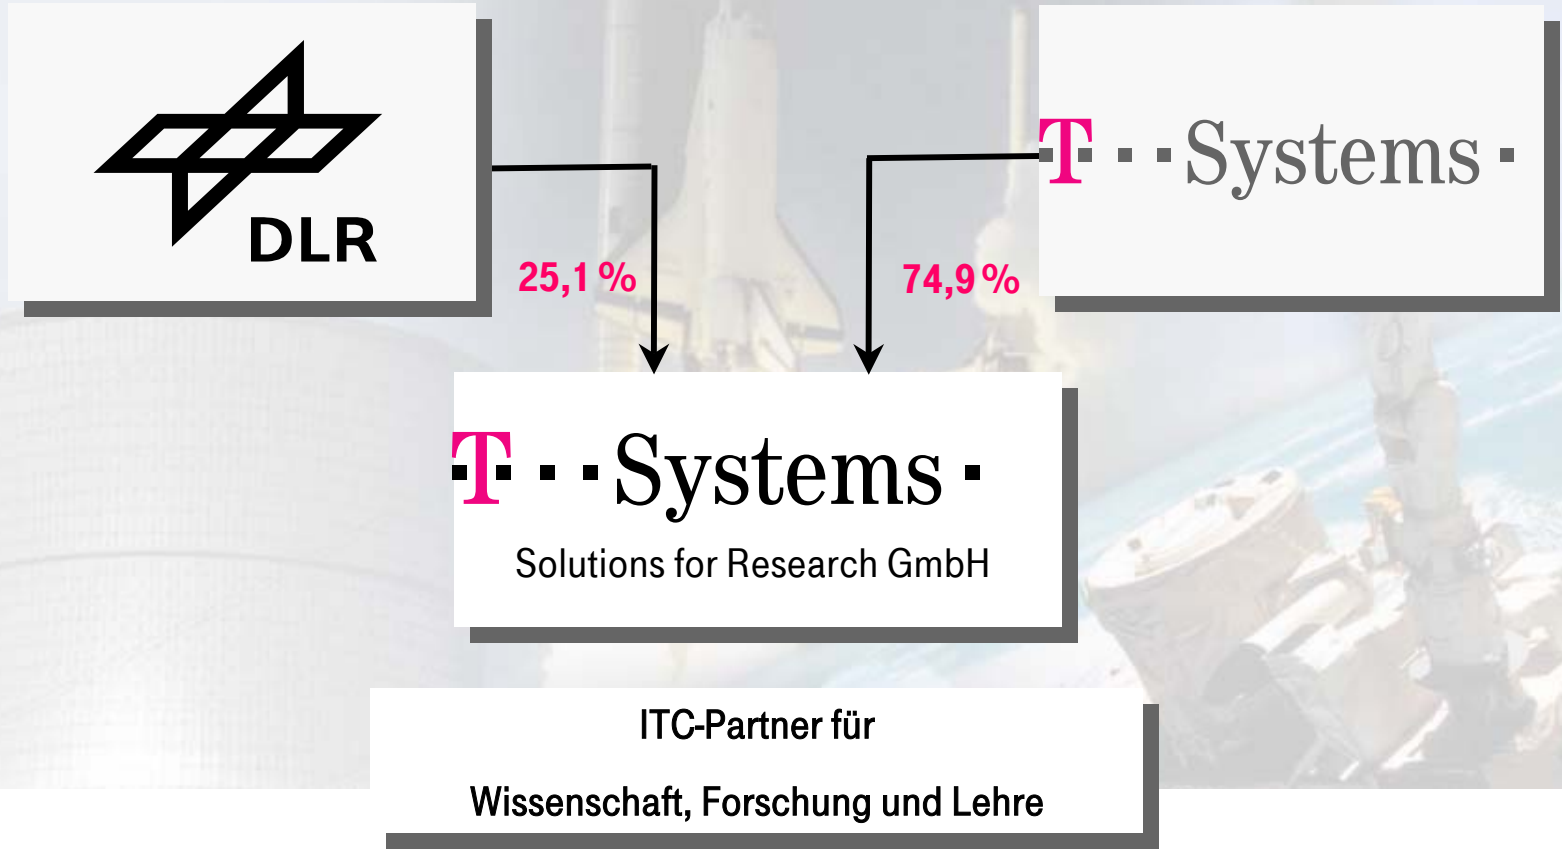 DLR
T · · Systems ·
25,1 %
74,9 %
T · · Systems ·
Solutions for Research GmbH
ITC-Partner für
Wissenschaft, Forschung und Lehre